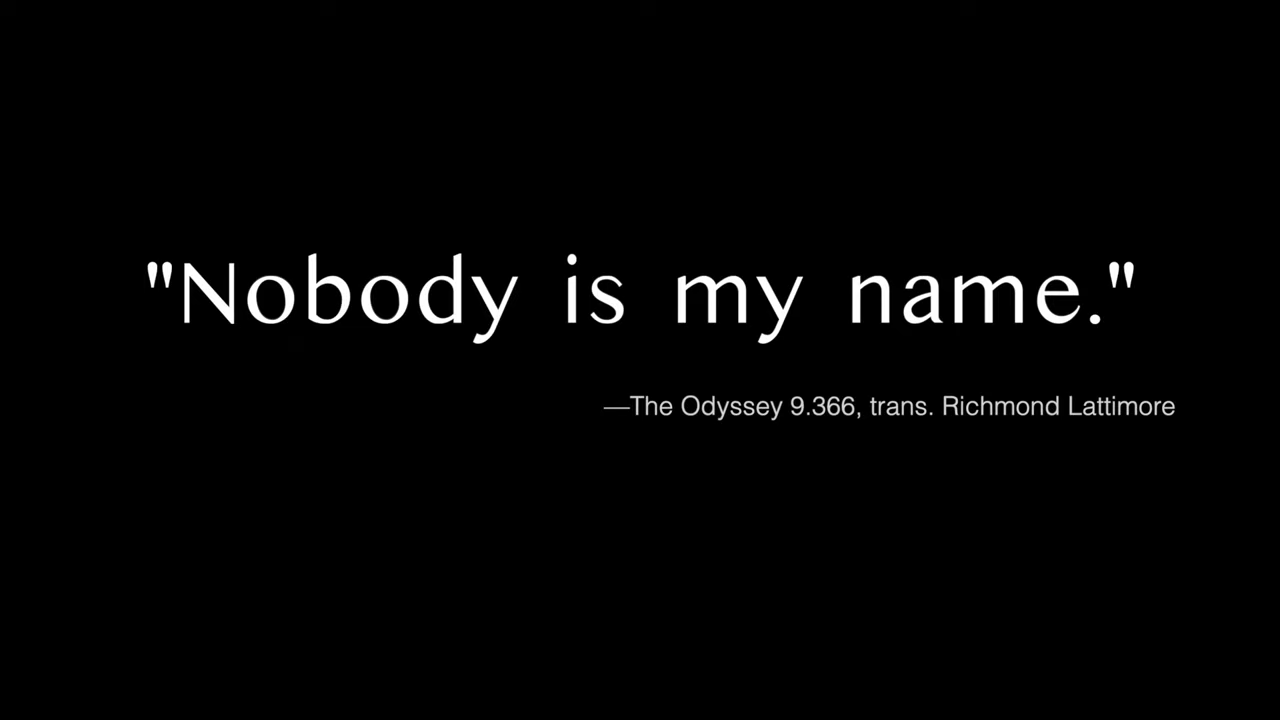 "Nobody is my name."
—The Odyssey 9.366, trans. Richmond Lattimore